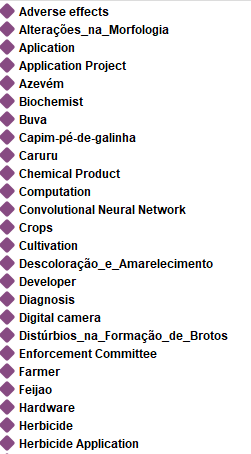 Adverse effects
Alterações_na_Morfologia
Aplication
Application Project
Azevém
Biochemist
Buva
Capim-pé-de-galinha
Caruru
Chemical Product
Computation
Convolutional Neural Network
Crops
Cultivation
Descoloração_e_Amarelecimento
Developer
Diagnosis
Digital camera
Distúrbios_na_Formação_de_Brotos
Enforcement Committee
Farmer
Feijao
Hardware
Herbicide
Herbicide Application